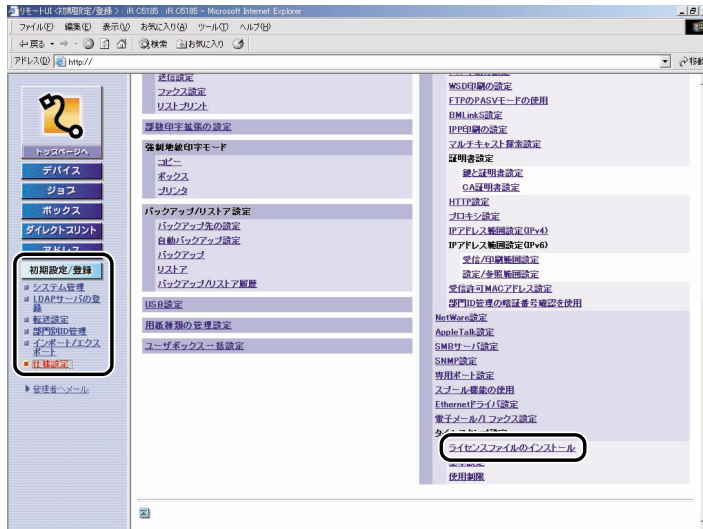 リモートUI <初期設定/登録> : iR C5185 : iR C5185 - Microsoft Internet Explorer
ファイル(F) 編集(E) 表示(V) お気に入り(A) ツール(T) ヘルプ(H)
戻る 検索 お気に入り
アドレス(D) http:// 移動
トップページへ
デバイス
ジョブ
ボックス
ダイレクトプリント
アドレス
初期設定/登録
システム管理
LDAPサーバの登
録
転送設定
部門別ID管理
インポート/エクス
ポート
仕様設定
管理者へメール
送信設定
ファクス設定
リストプリント
部数印字拡張の設定
強制地紋印字モード
コピー
ボックス
プリンタ
バックアップ/リストア設定
バックアップ先の設定
自動バックアップ設定
バックアップ
リストア
バックアップ/リストア履歴
USB設定
用紙種類の管理設定
ユーザボックス一括設定
WSD印刷の設定
FTPのPASVモードの使用
BMLinkS設定
IPP印刷の設定
マルチキャスト探索設定
証明書設定
鍵と証明書設定
CA証明書設定
HTTP設定
プロキシ設定
IPアドレス範囲設定(IPv4)
IPアドレス範囲設定(IPv6)
受信/印刷範囲設定
設定/参照範囲設定
受信許可MACアドレス設定
部門ID管理の暗証番号確認を使用
NetWare設定
AppleTalk設定
SMBサーバ設定
SNMP設定
専用ポート設定
スプール機能の使用
Ethernetドライバ設定
電子メール/I ファクス設定
タイムスタンプ設定
ライセンスファイルのインストール
基本設定
使用制限